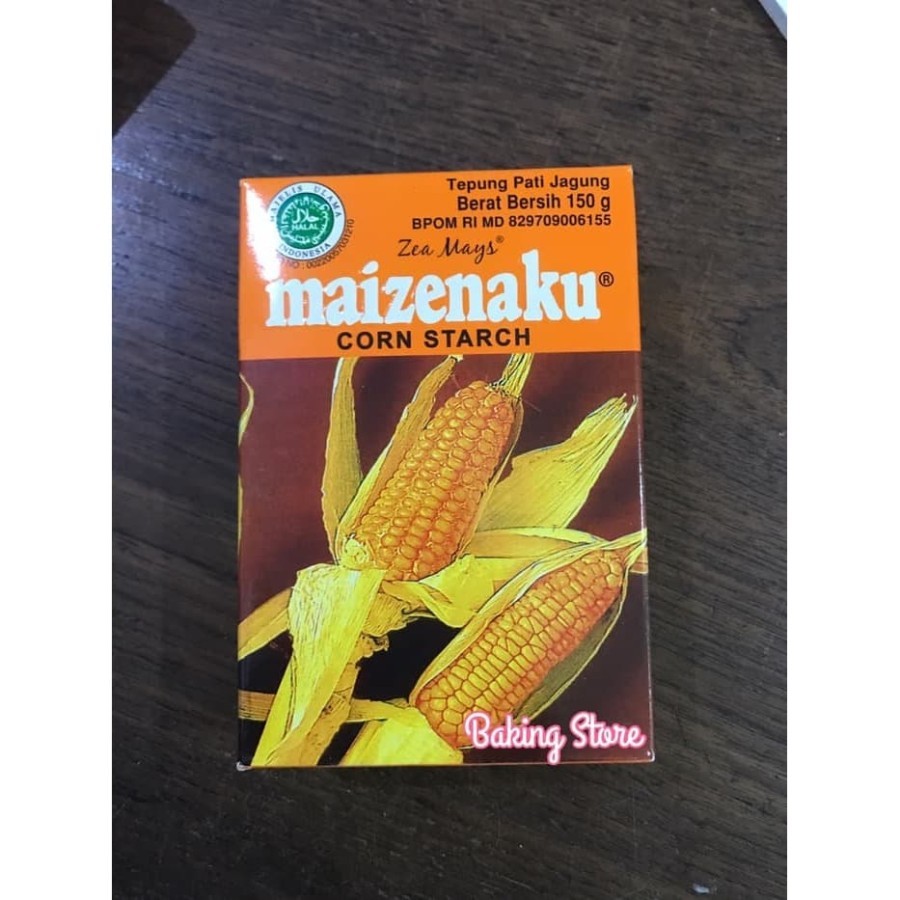 Tepung Pati Jagung
Berat Bersih 150 g
BPOM RI MD 829709006155
MAJELIS ULAMA
حلال
HALAL
INDONESIA
Zea Mays®
maizenaku®
CORN STARCH
Baking Store